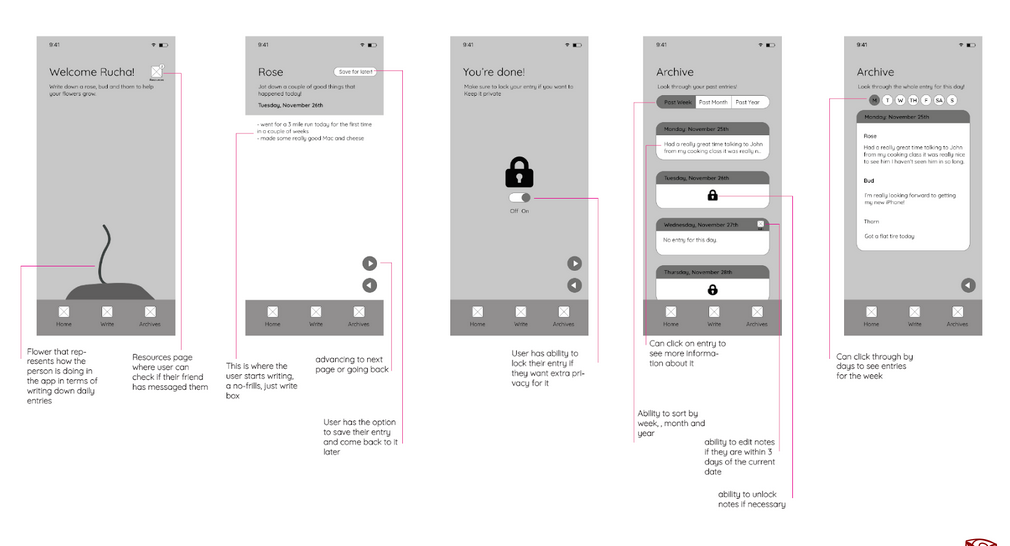 9:41
Welcome Rucha!
Resources
Write down a rose, bud and thorn to help
your flowers grow.
Home
Write
Archives
Flower that rep-
resents how the
person is doing in
the app in terms of
writing down daily
entries
Resources page
where user can
check if their friend
has messaged them
9:41
Rose
Save for later!
Jot down a couple of good things that
happened today!
Tuesday, November 26th
- went for a 3 mile run today for the first time
in a couple of weeks
- made some really good Mac and cheese
Home
Write
Archives
This is where the
user starts writing,
a no-frills, just write
box
advancing to next
page or going back
User has the option
to save their entry
and come back to it
later
9:41
You're done!
Make sure to lock your entry if you want to
Keep it private
Off On
Home
Write
Archives
User has ability to
lock their entry if
they want extra pri-
vacy for it
9:41
Archive
Look through your past entries!
Past Week
Past Month
Past Year
Monday, November 25th
Had a really great time talking to John
from my cooking class it was really n..
Tuesday, November 26th
Wednesday, November 27th
No entry for this day.
Thursday, November 28th
Home
Write
Archives
Can click on entry to
see more informa-
tion about it
Ability to sort by
week, , month and
year
ability to edit notes
if they are within 3
days of the current
date
ability to unlock
notes if necessary
9:41
Archive
Look through the whole entry for this day!
M T W TH F SA S
Monday, November 25th
Rose
Had a really great time talking to John
from my cooking class it was really nice
to see him I haven't seen him in so long.
Bud
I'm really looking forward to getting
my new iPhone!
Thorn
Got a flat tire today
Home
Write
Archives
Can click through by
days to see entries
for the week